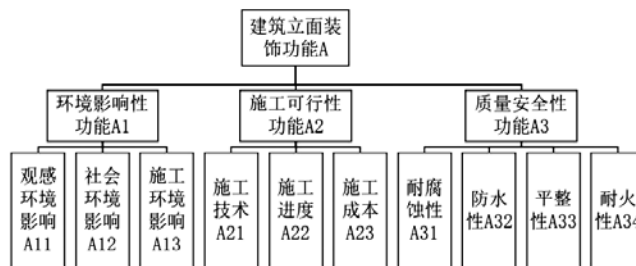 建筑立面装
饰功能A
环境影响性
功能A1
施工可行性
功能A2
质量安全性
功能A3
观感
环境
影响
A11
社会
环境
影响
A12
施工
环境
影响
A13
施工
技术
A21
施工
进度
A22
施工
成本
A23
耐腐
蚀性
A31
防水
性A32
平整
性A33
耐火
性A34